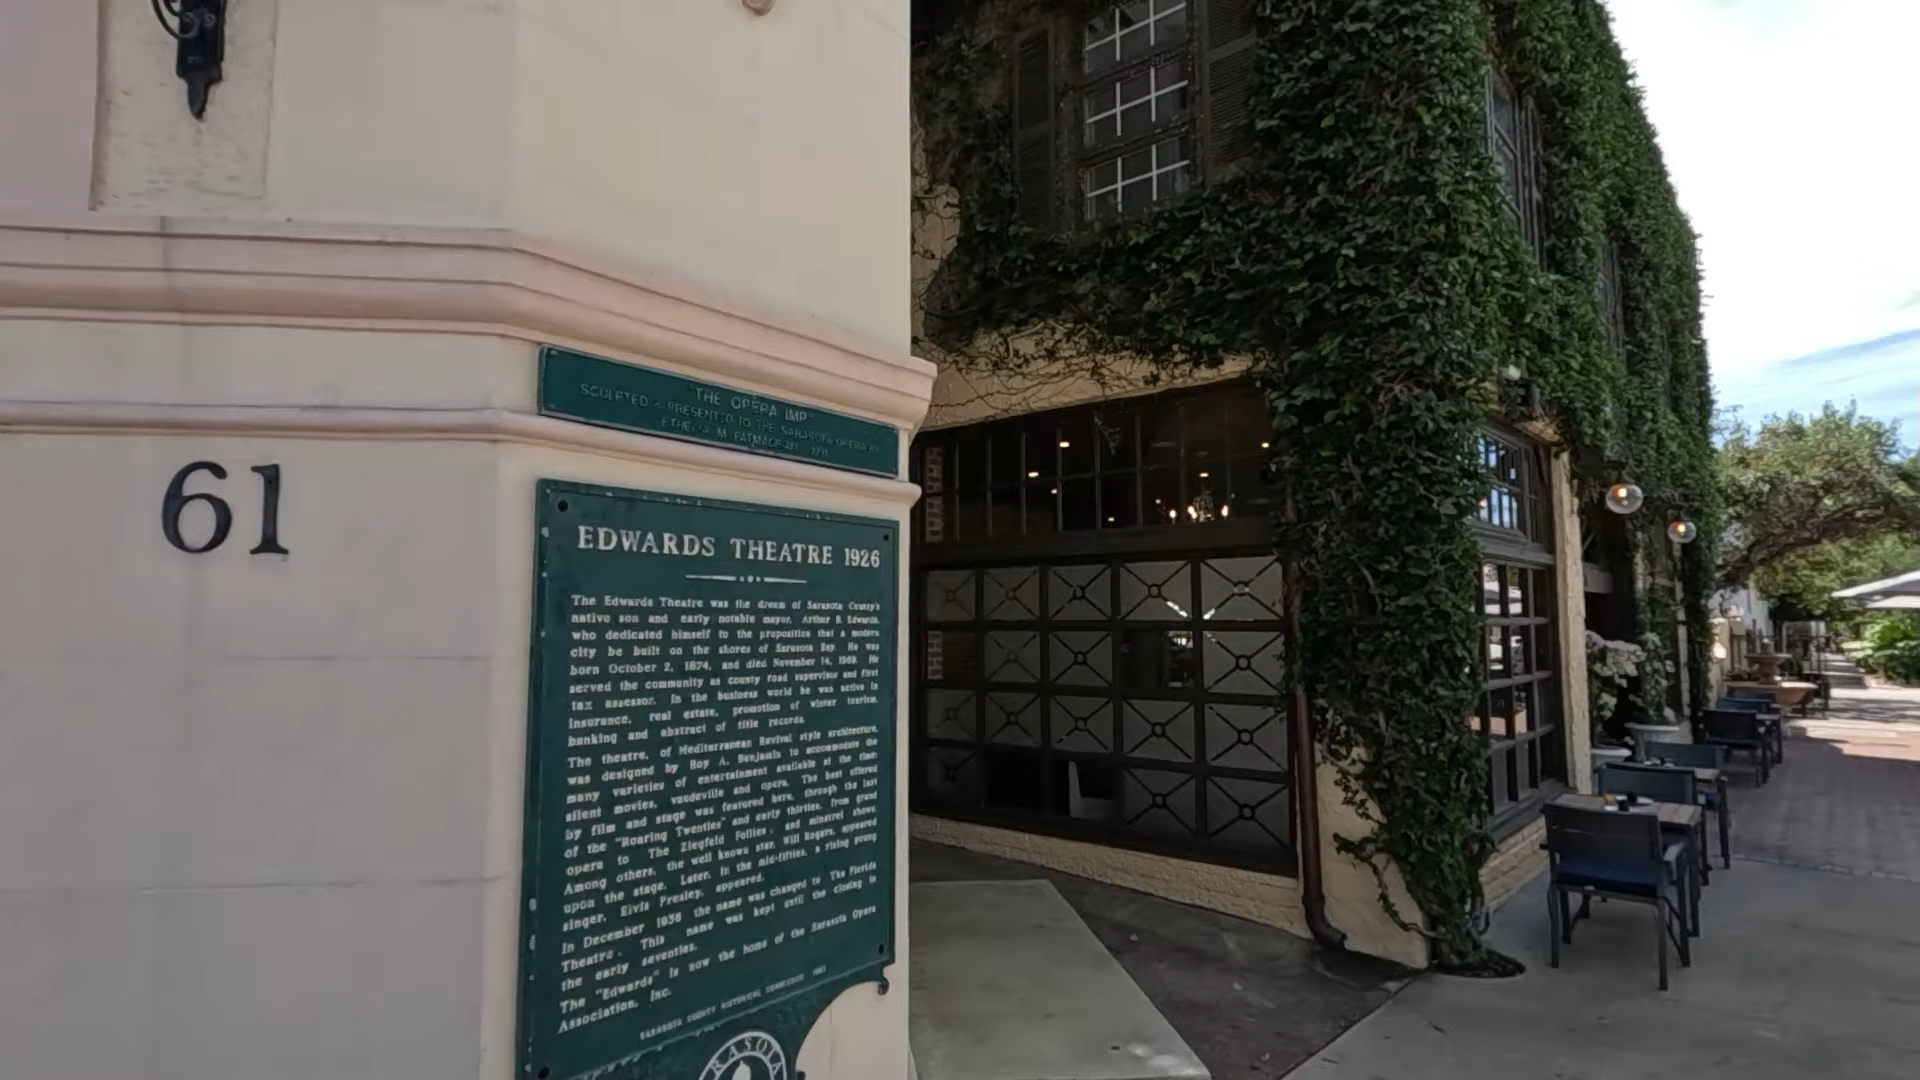 "THE OPERA IMP"
SCULPTED & PRESENTED TO THE SARASOTA OPERA BY
M.
61
EDWARDS THEATRE 1926
The Edwards Theatre was the dream of Sarasota County's
native son and early notable mayor, Arthur B. Edwards,
who dedicated himself to the proposition that a modern
city be built on the shores of Sarasota Bay. He was
born October 2, 1874, and died November 14, 1969. He
served the community as county road supervisor and first
tax assessor. In the business world he was active in
insurance, real estate, promotion of winter tourism,
banking and abstract of title records.
The theatre, of Mediterranean Revival style architecture,
was designed by Roy A. Benjamin to accommodate the
many varieties of entertainment available at the time:
silent movies, vaudeville and opera. The best offered
by film and stage was featured here, through the last
of the "Roaring Twenties" and early thirties, from grand
opera to The Ziegfeld Follies, and minstrel shows.
Among others, the well known star, Will Rogers, appeared
upon the stage. Later, in the mid-fifties, a rising young
singer, Elvis Presley, appeared.
In December 1936 the name was changed to The Florida
Theatre. This name was kept until the closing in
the early seventies.
The "Edwards" is now the home of the Sarasota Opera
Association, Inc.
SARASOTA COUNTY HISTORICAL COMMISSION 1983
RASOTA